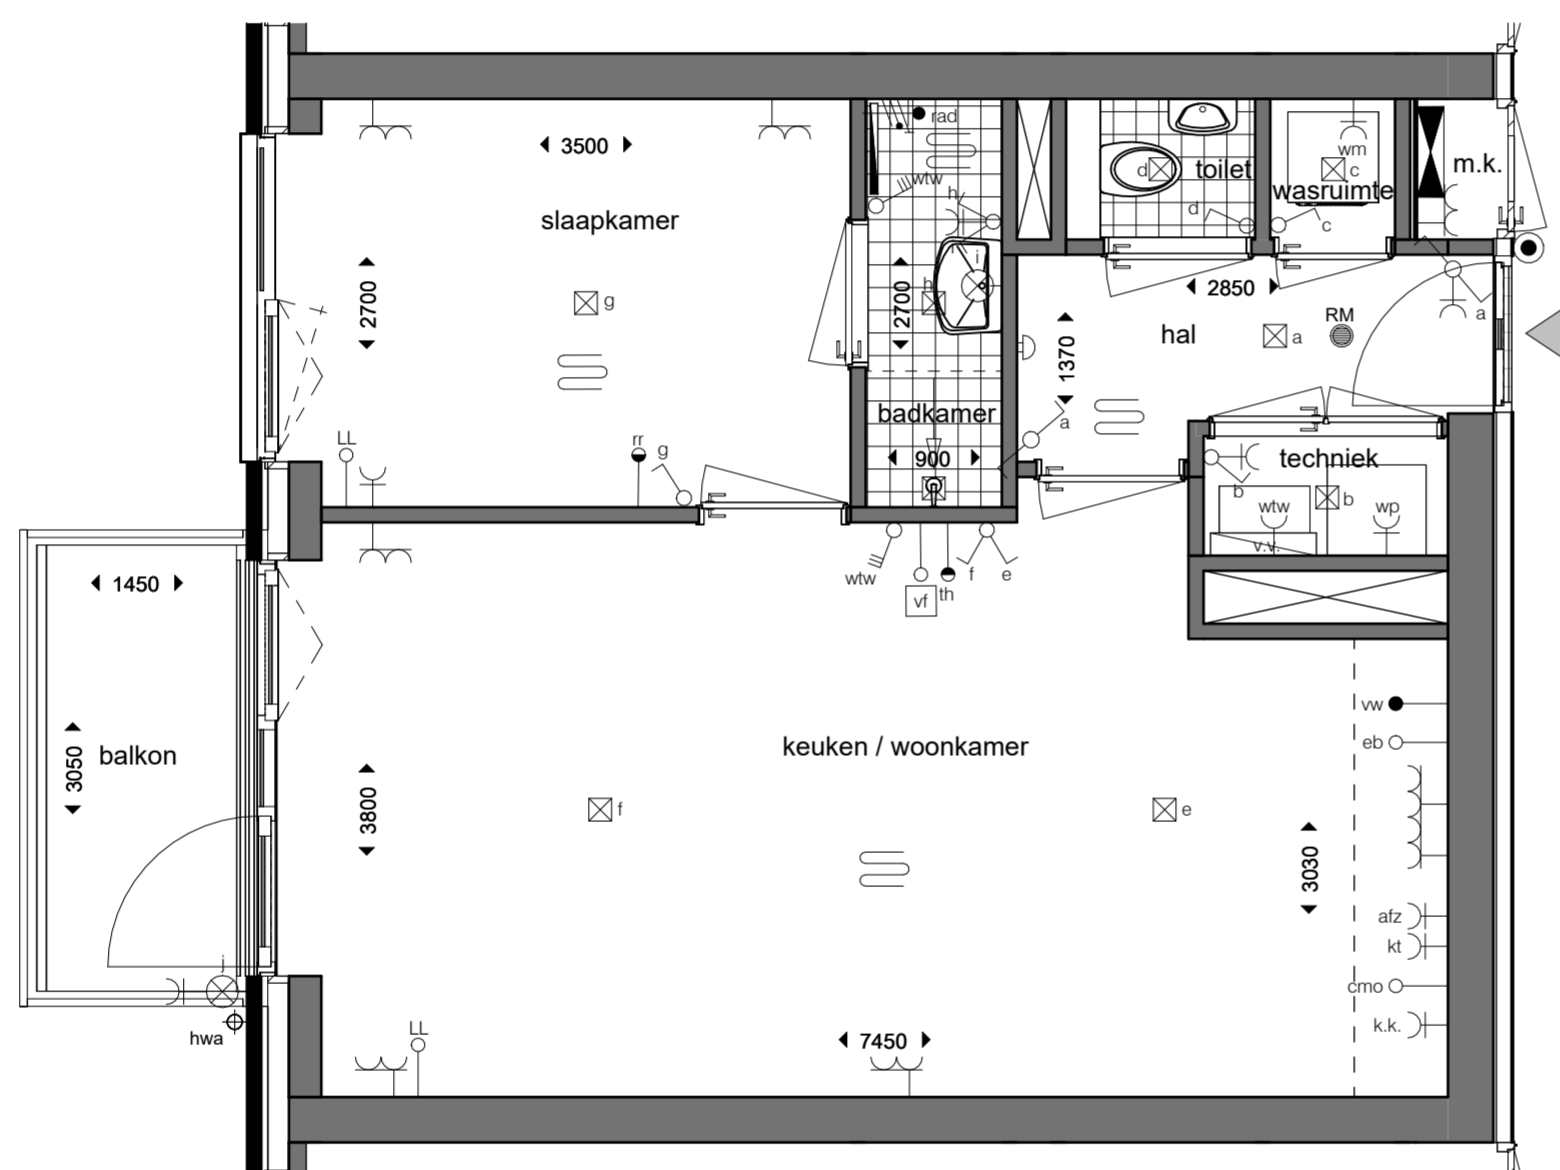 rad
3500
wm
d
toilet
c
m.k.
wtw
wasruimte
h
slaapkamer
d
c
i
2700
h
2700
2850
g
a
RM
hal
a
1370
badkamer
a
LL
rr
g
900
techniek
b
b
wtw
wp
v.v.
wtw
f
e
1450
vf
th
vw
eb
balkon
keuken / woonkamer
3050
3800
f
e
3030
afz
kt
j
cmo
hwa
LL
k.k.
7450